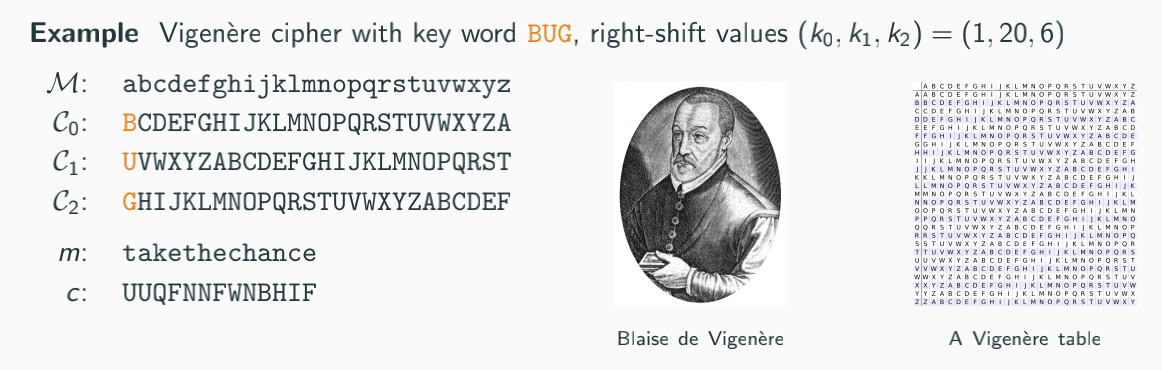 Example Vigenère cipher with key word BUG, right-shift values (k₀, k₁, k₂) = (1, 20, 6)
M: abcdefghijklmnopqrstuvwxyz
C₀: BCDEFGHIJKLMNOPQRSTUVWXYZA
C₁: UVWXYZABCDEFGHIJKLMNOPQRST
C₂: GHIJKLMNOPQRSTUVWXYZABCDEF
m: takethechance
c: UUQFNNFWNBHIF
Blaise de Vigenère
A B C D E F G H I J K L M N O P Q R S T U V W X Y Z
A A B C D E F G H I J K L M N O P Q R S T U V W X Y Z
B B C D E F G H I J K L M N O P Q R S T U V W X Y Z A
C C D E F G H I J K L M N O P Q R S T U V W X Y Z A B
D D E F G H I J K L M N O P Q R S T U V W X Y Z A B C
E E F G H I J K L M N O P Q R S T U V W X Y Z A B C D
F F G H I J K L M N O P Q R S T U V W X Y Z A B C D E
G G H I J K L M N O P Q R S T U V W X Y Z A B C D E F
H H I J K L M N O P Q R S T U V W X Y Z A B C D E F G
I I J K L M N O P Q R S T U V W X Y Z A B C D E F G H
J J K L M N O P Q R S T U V W X Y Z A B C D E F G H I
K K L M N O P Q R S T U V W X Y Z A B C D E F G H I J
L L M N O P Q R S T U V W X Y Z A B C D E F G H I J K
M M N O P Q R S T U V W X Y Z A B C D E F G H I J K L
N N O P Q R S T U V W X Y Z A B C D E F G H I J K L M
O O P Q R S T U V W X Y Z A B C D E F G H I J K L M N
P P Q R S T U V W X Y Z A B C D E F G H I J K L M N O
Q Q R S T U V W X Y Z A B C D E F G H I J K L M N O P
R R S T U V W X Y Z A B C D E F G H I J K L M N O P Q
S S T U V W X Y Z A B C D E F G H I J K L M N O P Q R
T T U V W X Y Z A B C D E F G H I J K L M N O P Q R S
U U V W X Y Z A B C D E F G H I J K L M N O P Q R S T
V V W X Y Z A B C D E F G H I J K L M N O P Q R S T U
W W X Y Z A B C D E F G H I J K L M N O P Q R S T U V
X X Y Z A B C D E F G H I J K L M N O P Q R S T U V W
Y Y Z A B C D E F G H I J K L M N O P Q R S T U V W X
Z Z A B C D E F G H I J K L M N O P Q R S T U V W X Y
A Vigenère table